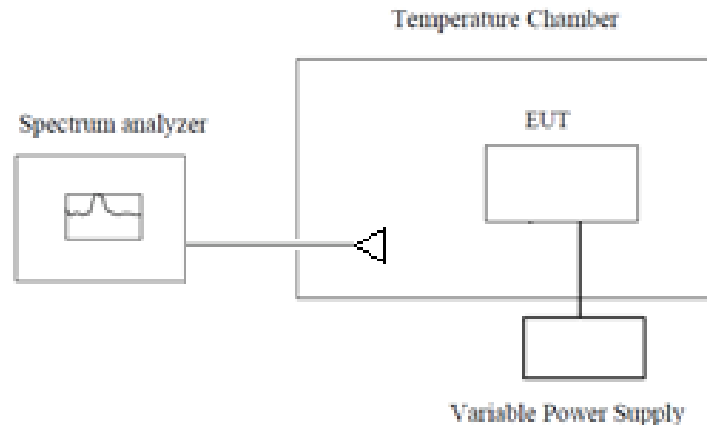 Temperature Chamber
Spectrum analyzer
EUT
Variable Power Supply